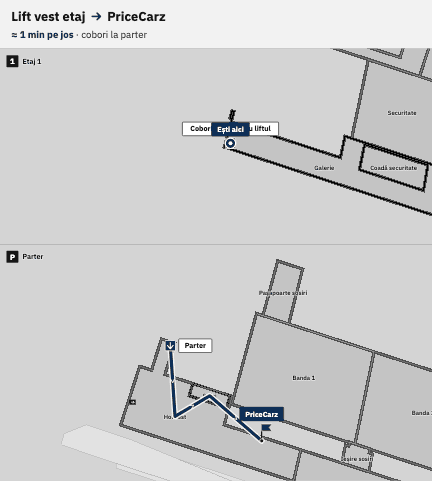 Lift vest etaj → PriceCarz
≈ 1 min pe jos · cobori la parter
1 Etaj 1
Securitate
Ești aici
liftul
Galerie
Coadă securitate
P Parter
Pașapoarte sosiri
Parter
Banda 1
PriceCarz
Banda
Ieșire sosiri